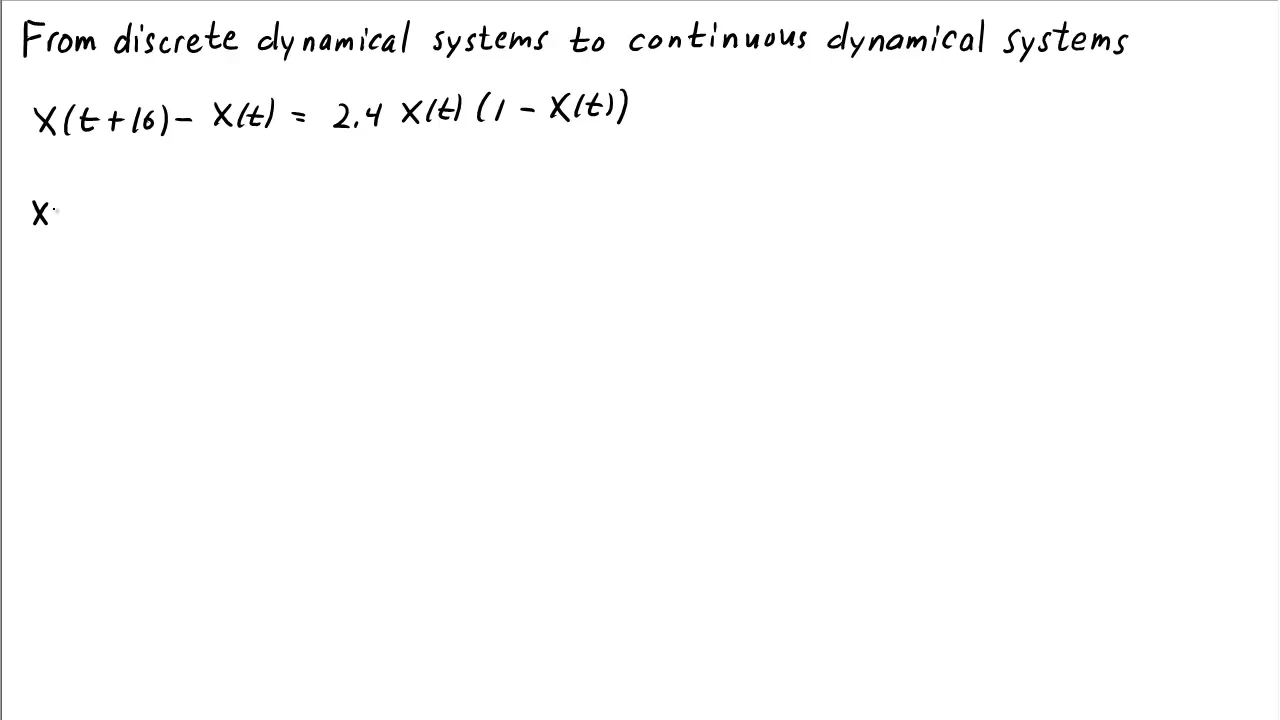 From discrete dynamical systems to continuous dynamical systems
X(t+16) - X(t) = 2.4 X(t) (1 - X(t))
X